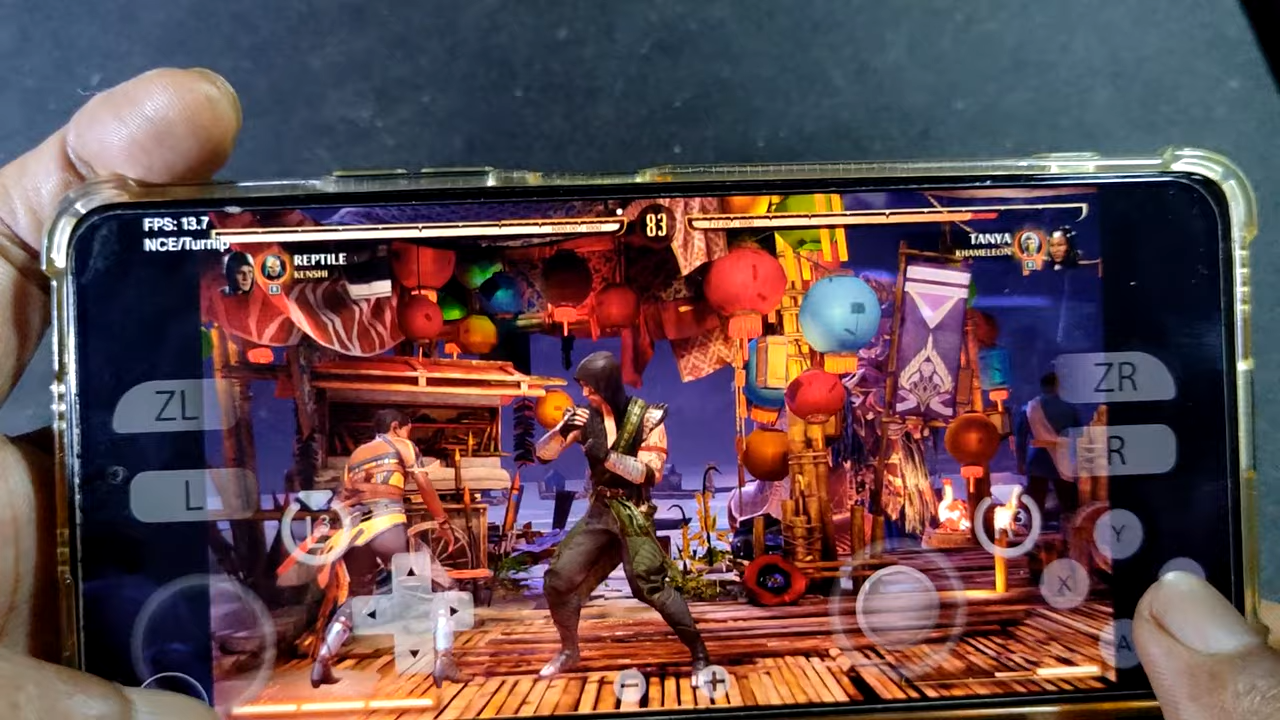 FPS: 13.7
NCE/Turnip
83
REPTILE
KENSHI
TANYA
KHAMELEON
ZL
ZR
L
R
Y
X
A